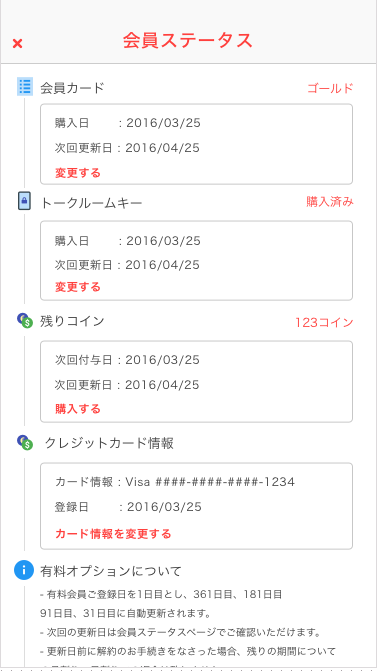 会員ステータス
会員カード
ゴールド
購入日 : 2016/03/25
次回更新日 : 2016/04/25
変更する
トークルームキー
購入済み
購入日 : 2016/03/25
次回更新日 : 2016/04/25
変更する
残りコイン
123コイン
次回付与日 : 2016/03/25
次回更新日 : 2016/04/25
購入する
クレジットカード情報
カード情報 : Visa ####-####-####-1234
登録日 : 2016/03/25
カード情報を変更する
有料オプションについて
- 有料会員ご登録日を1日目とし、361日目、181日目
91日目、31日目に自動更新されます。
- 次回の更新日は会員ステータスページでご確認いただけます。
- 更新日前に解約のお手続きをなさった場合、残りの期間について